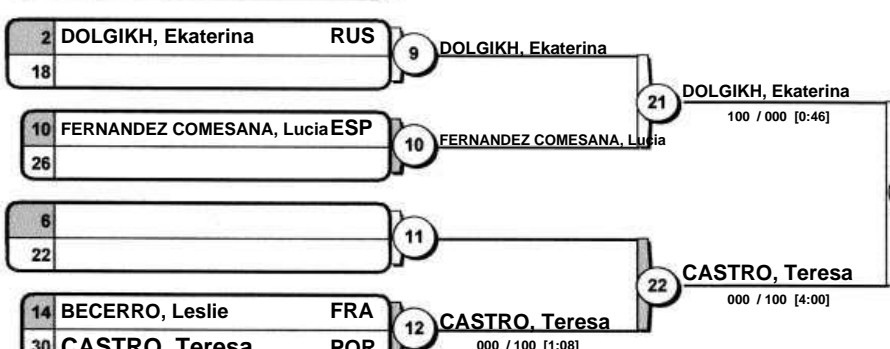 2 DOLGIKH, Ekaterina RUS
18
9
DOLGIKH, Ekaterina
10 FERNANDEZ COMESANA, Lucia ESP
26
10
FERNANDEZ COMESANA, Lucia
21
DOLGIKH, Ekaterina
100 / 000 [0:46]
6
22
11
14 BECERRO, Leslie FRA
30 CASTRO, Teresa POR
12
CASTRO, Teresa
000 / 100 [1:08]
22
CASTRO, Teresa
000 / 100 [4:00]